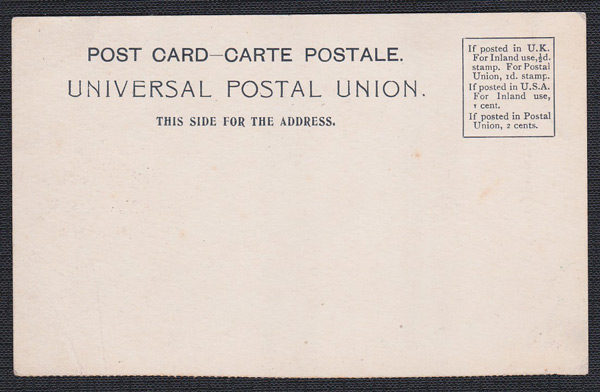 POST CARD—CARTE POSTALE.
UNIVERSAL POSTAL UNION.
THIS SIDE FOR THE ADDRESS.
If posted in U.K.
For Inland use, ½d.
stamp. For Postal
Union, 1d. stamp.
If posted in U.S.A.
For Inland use,
1 cent.
If posted in Postal
Union, 2 cents.